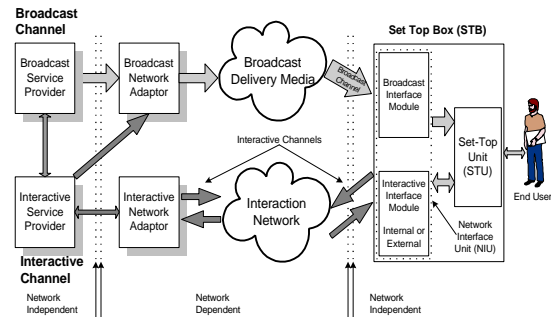 Broadcast
Channel
Set Top Box (STB)
Broadcast
Service
Provider
Broadcast
Network
Adaptor
Broadcast
Delivery Media
Broadcast
Channel
Broadcast
Interface
Module
Interactive Channels
Set-Top
Unit
(STU)
End User
Interactive
Service
Provider
Interactive
Network
Adaptor
Interaction
Network
Interactive
Interface
Module
Internal or
External
Network
Interface
Unit (NIU)
Interactive
Channel
Network
Independent
Network
Dependent
Network
Independent